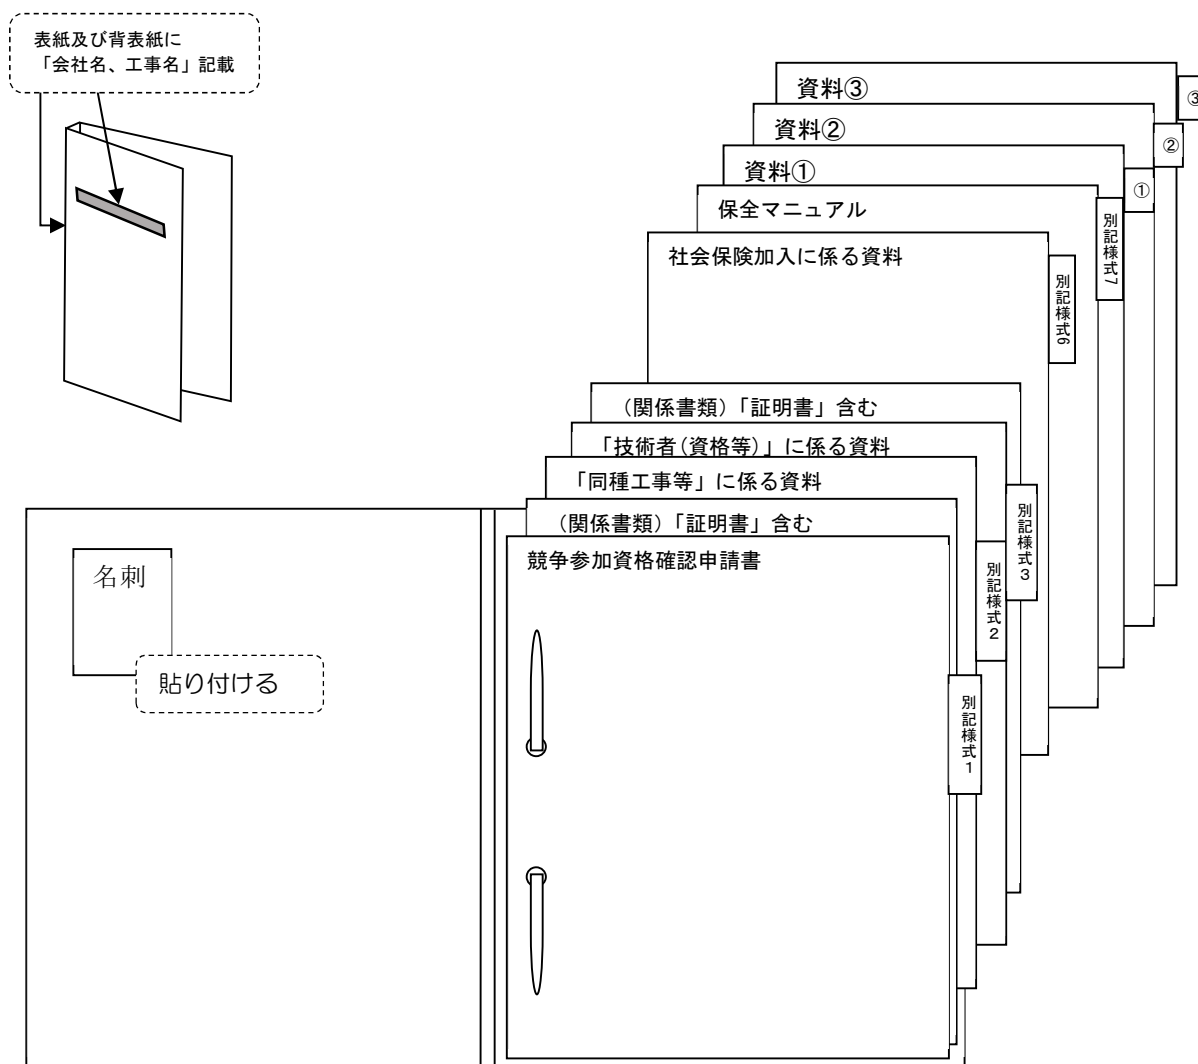 表紙及び背表紙に
「会社名、工事名」記載
資料③
③
資料②
②
資料①
①
保全マニュアル
別記様式7
社会保険加入に係る資料
別記様式6
(関係書類)「証明書」含む
「技術者(資格等)」に係る資料
別記様式3
「同種工事等」に係る資料
別記様式2
(関係書類)「証明書」含む
競争参加資格確認申請書
別記様式1
名刺
貼り付ける